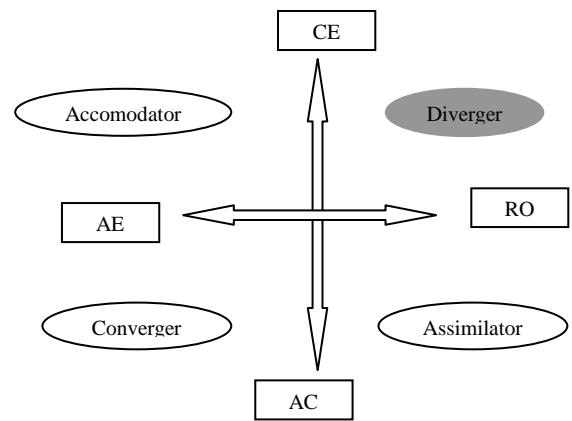 CE
Accomodator
Diverger
AE
RO
Converger
Assimilator
AC